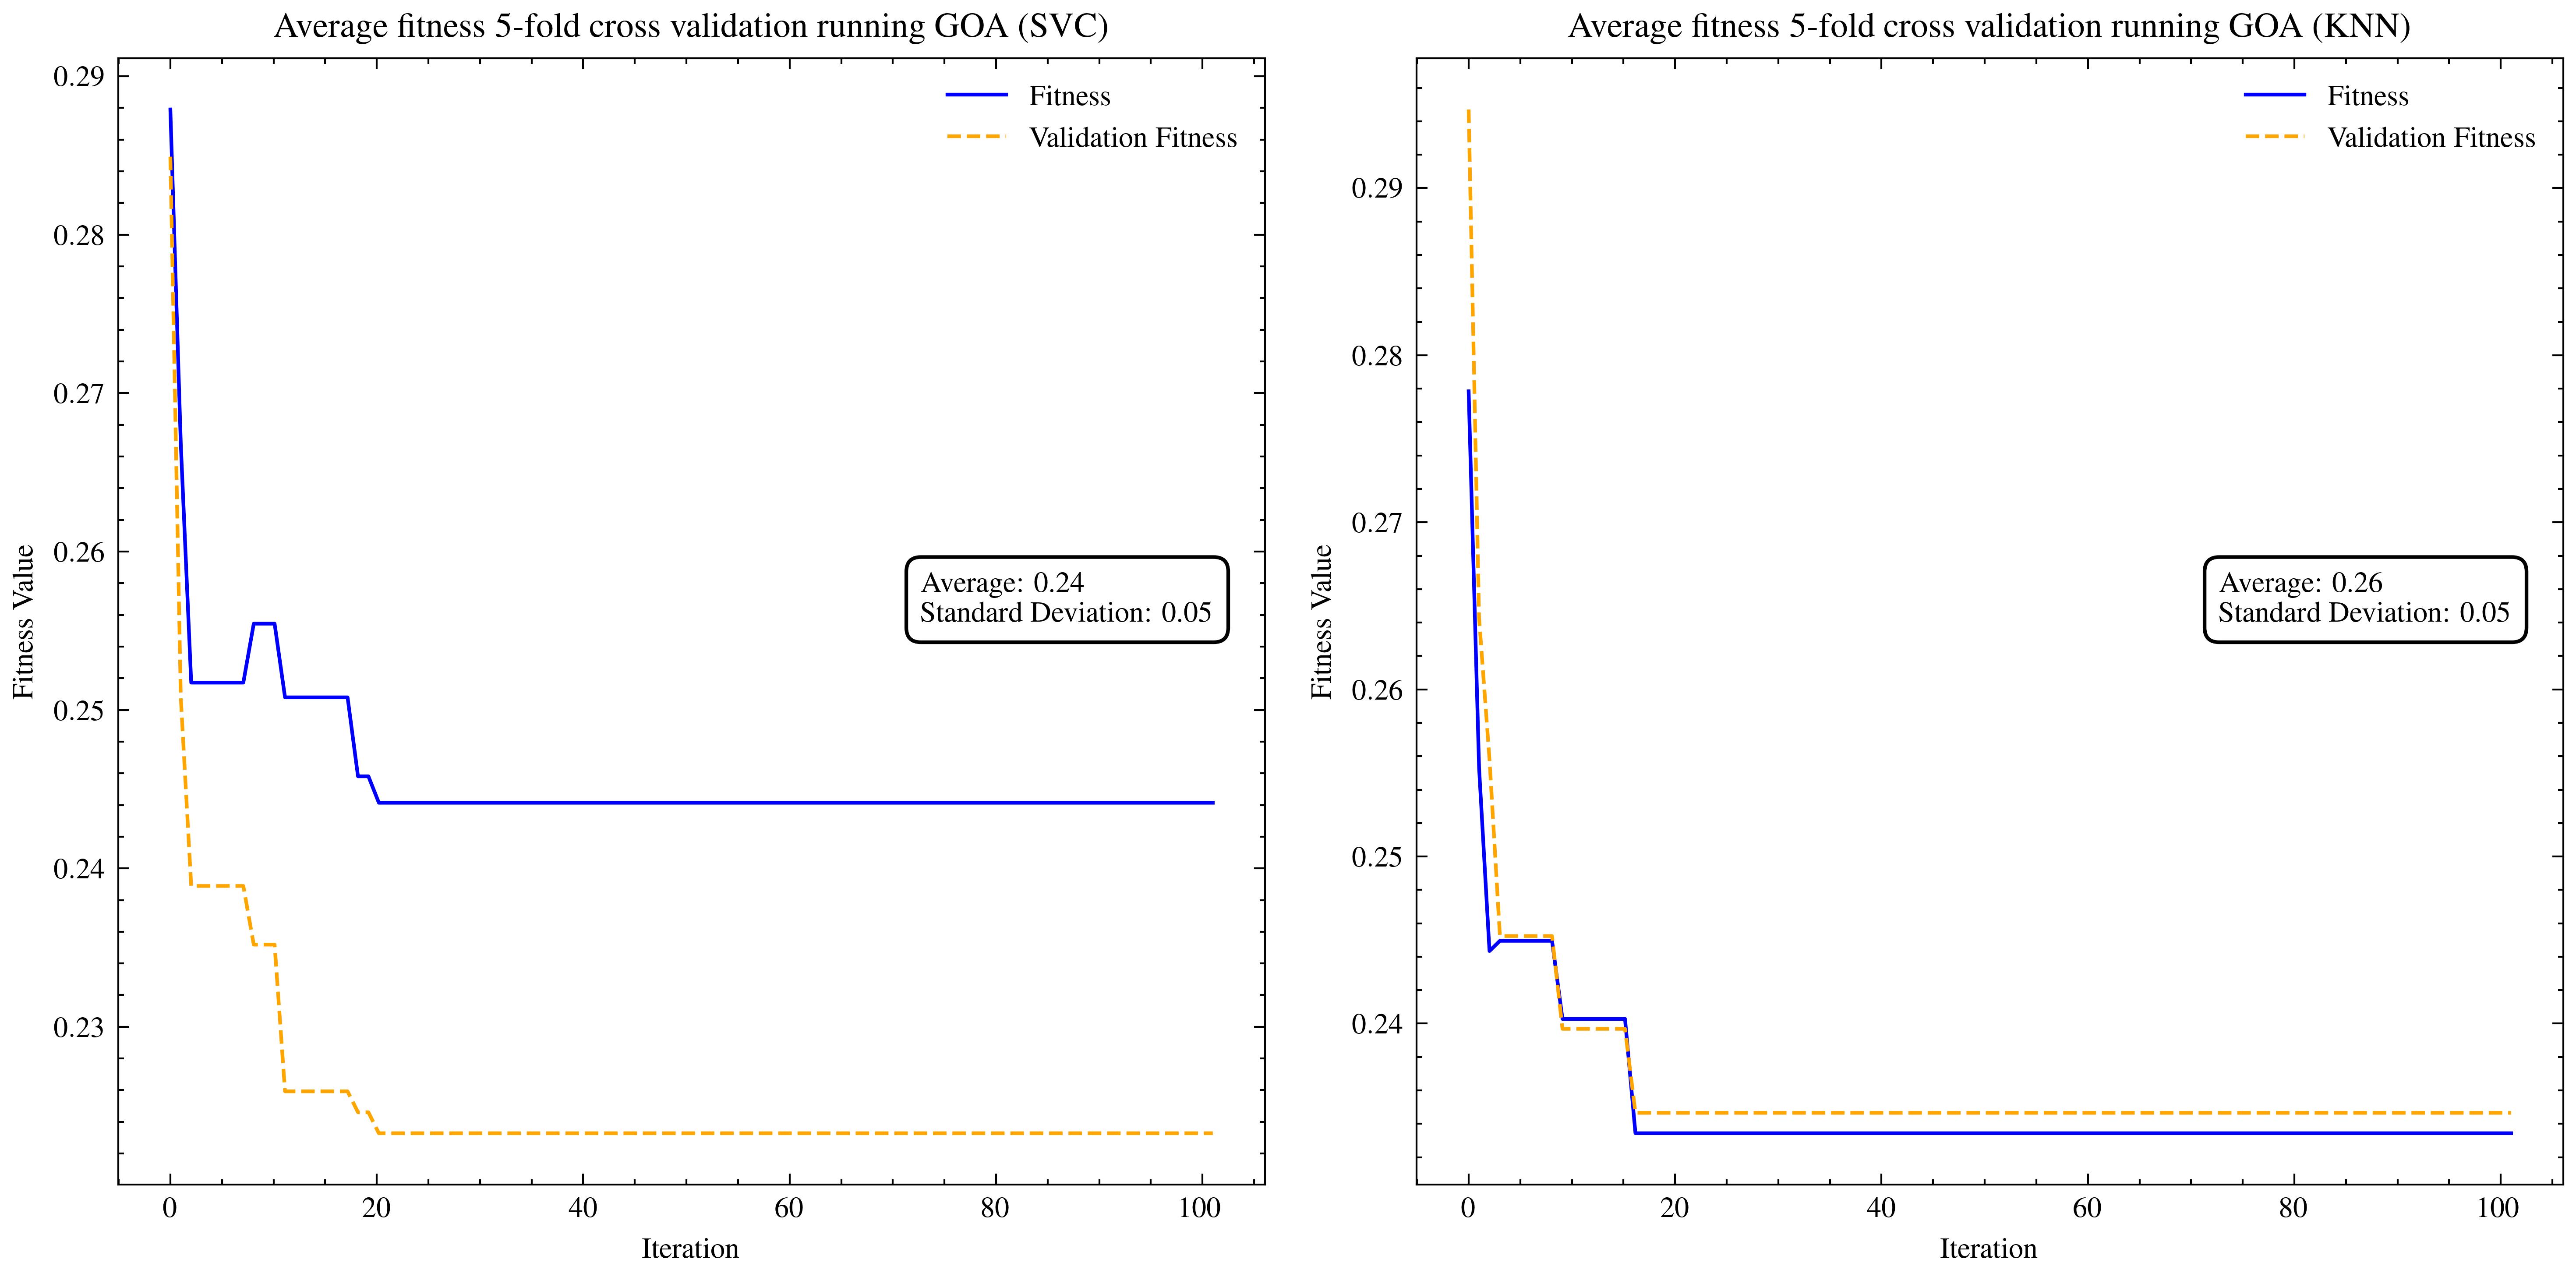 Average fitness 5-fold cross validation running GOA (SVC)
Fitness
Validation Fitness
0.29
0.28
0.27
0.26
0.25
0.24
0.23
Fitness Value
Average: 0.24
Standard Deviation: 0.05
0 20 40 60 80 100
Iteration
Average fitness 5-fold cross validation running GOA (KNN)
Fitness
Validation Fitness
0.29
0.28
0.27
0.26
0.25
0.24
Fitness Value
Average: 0.26
Standard Deviation: 0.05
0 20 40 60 80 100
Iteration